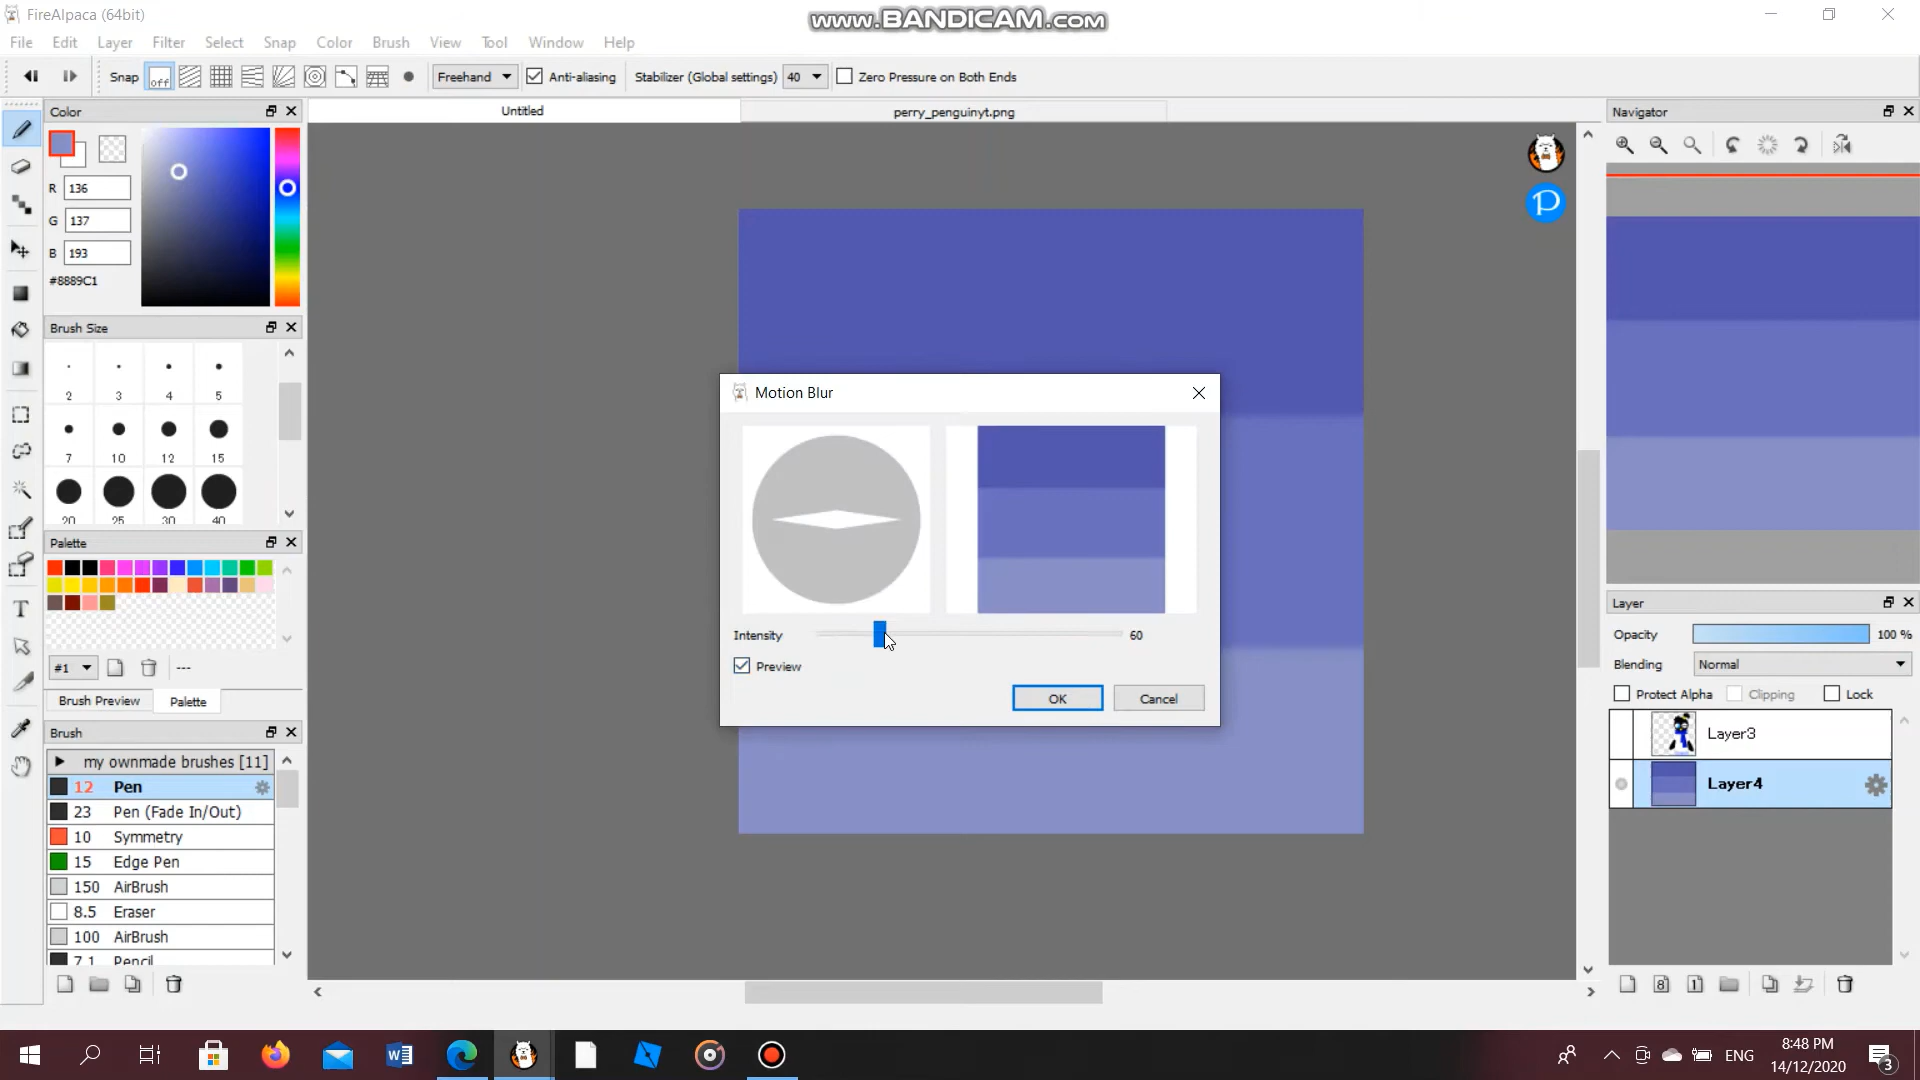 FireAlpaca (64bit)
www.BANDICAM.com
File Edit Layer Filter Select Snap Color Brush View Tool Window Help
Snap off Freehand Anti-aliasing Stabilizer (Global settings) 40 Zero Pressure on Both Ends
Color
Untitled
perry_penguinyt.png
Navigator
R 136
G 137
B 193
#8889C1
Brush Size
2 3 4 5
7 10 12 15
20 25 30 40
Palette
#1
---
Brush Preview
Palette
Brush
my ownmade brushes [11]
12 Pen
23 Pen (Fade In/Out)
10 Symmetry
15 Edge Pen
150 AirBrush
8.5 Eraser
100 AirBrush
7.1 Pencil
Motion Blur
Intensity 60
Preview
OK
Cancel
P
Layer
Opacity 100 %
Blending Normal
Protect Alpha Clipping Lock
Layer3
Layer4
8 1
T
W
ENG
8:48 PM
14/12/2020
3